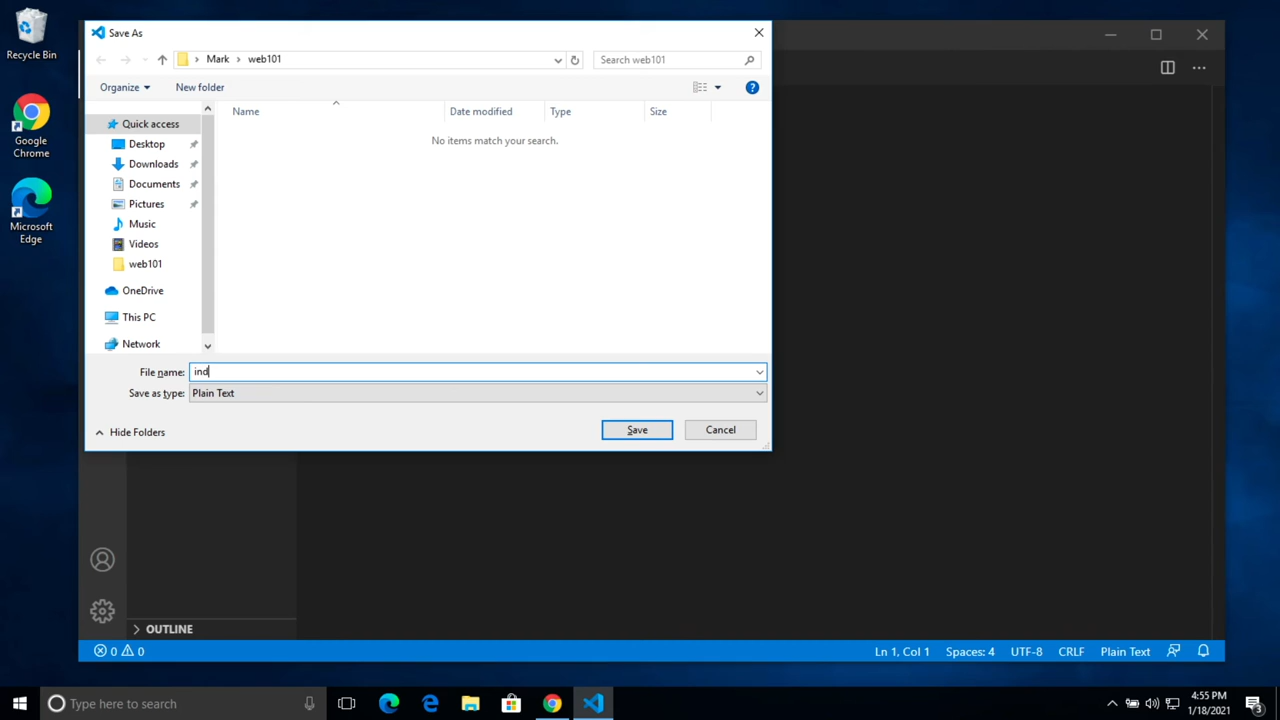 Recycle Bin
Google
Chrome
Microsoft
Edge
Save As
Mark
web101
Search web101
Organize
New folder
Name
Date modified
Type
Size
No items match your search.
Quick access
Desktop
Downloads
Documents
Pictures
Music
Videos
web101
OneDrive
This PC
Network
File name: ind
Save as type: Plain Text
Hide Folders
Save
Cancel
OUTLINE
0 0
Ln 1, Col 1
Spaces: 4
UTF-8
CRLF
Plain Text
Type here to search
4:55 PM
1/18/2021
3